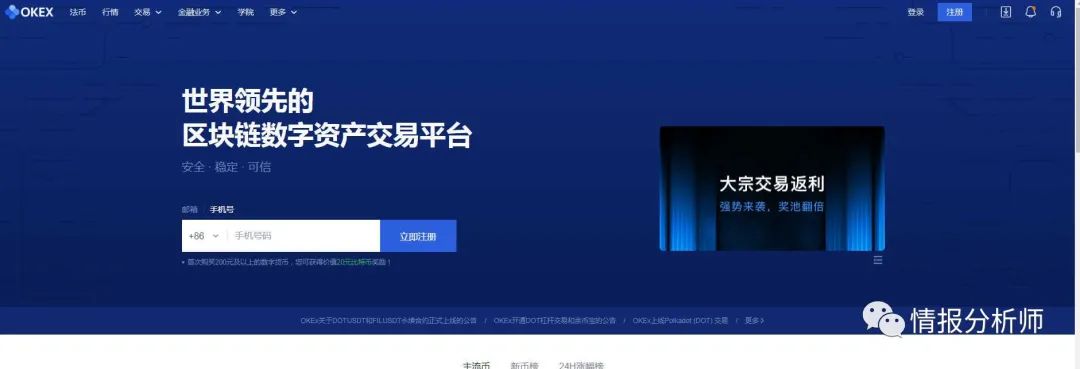 OKEX 法币 行情 交易 金融业务 学院 更多 登录 注册
世界领先的
区块链数字资产交易平台
安全 · 稳定 · 可信
大宗交易返利
强势来袭，奖池翻倍
邮箱 手机号
+86 手机号码 立即注册
首次购买200元及以上的数字货币，您可获得价值20元比特币奖励！
OKEx关于DOTUSDT和FILUSDT永续合约正式上线的公告 / OKEx开通DOT杠杆交易和余币宝的公告 / OKEx上线Polkadot (DOT) 交易 / 更多
情报分析师
主流币 新币榜 24H涨幅榜